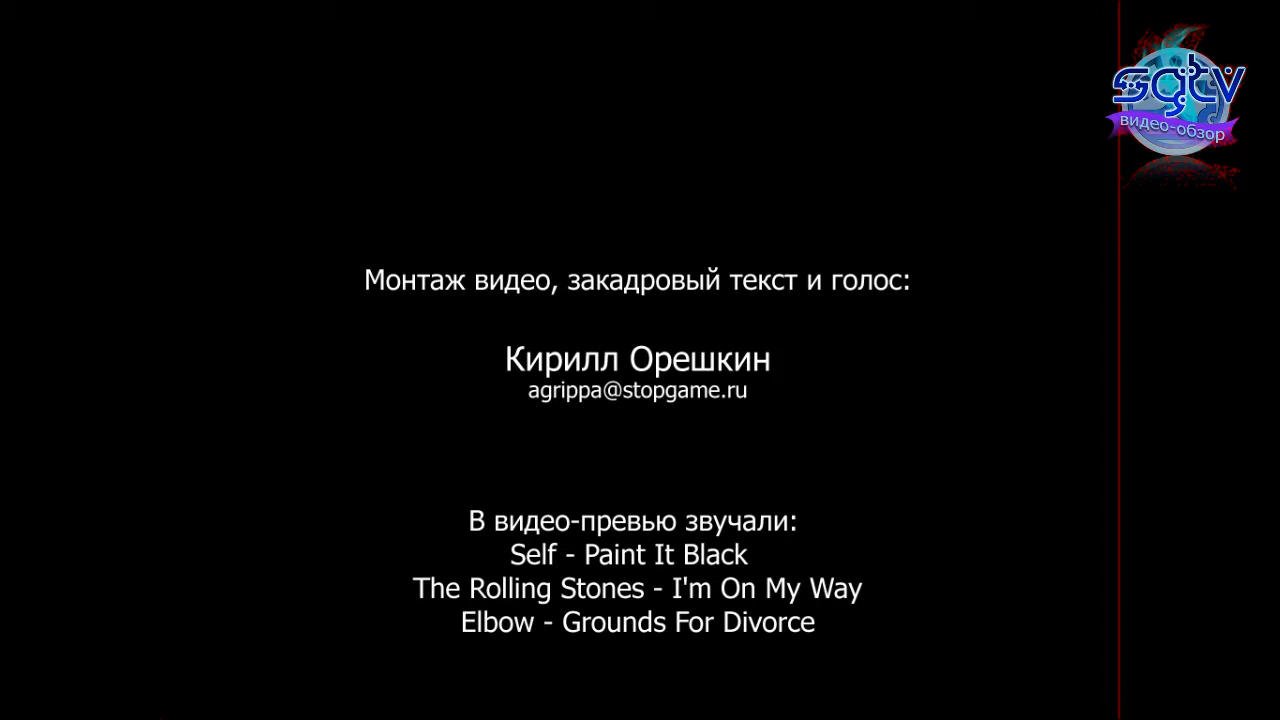 sgtv
видео-обзор
Монтаж видео, закадровый текст и голос:
Кирилл Орешкин
agrippa@stopgame.ru
В видео-превью звучали:
Self - Paint It Black
The Rolling Stones - I'm On My Way
Elbow - Grounds For Divorce